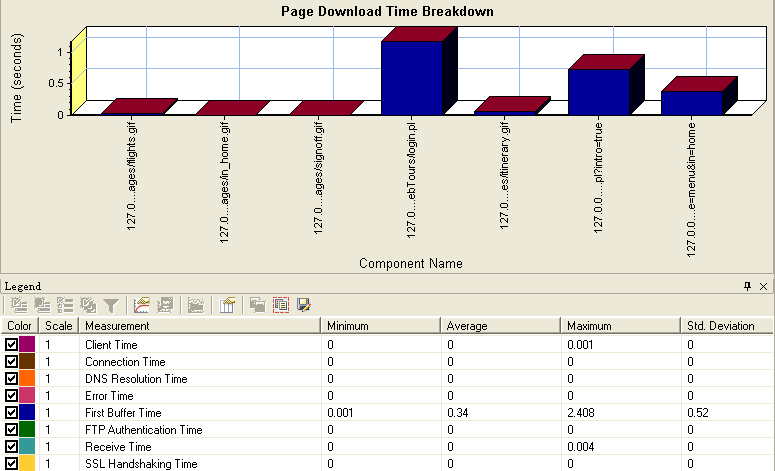 Page Download Time Breakdown
Time (seconds)
1
0.5
0
127.0....ages/flights.gif
127.0....ages/in_home.gif
127.0....ages/signoff.gif
127.0....ebTours/login.pl
127.0....es/itinerary.gif
127.0.0.....pl?intro=true
127.0.0....e=menu&in=home
Component Name
Legend
Color Scale Measurement Minimum Average Maximum Std. Deviation
1 Client Time 0 0 0.001 0
1 Connection Time 0 0 0 0
1 DNS Resolution Time 0 0 0 0
1 Error Time 0 0 0 0
1 First Buffer Time 0.001 0.34 2.408 0.52
1 FTP Authentication Time 0 0 0 0
1 Receive Time 0 0 0.004 0
1 SSL Handshaking Time 0 0 0 0